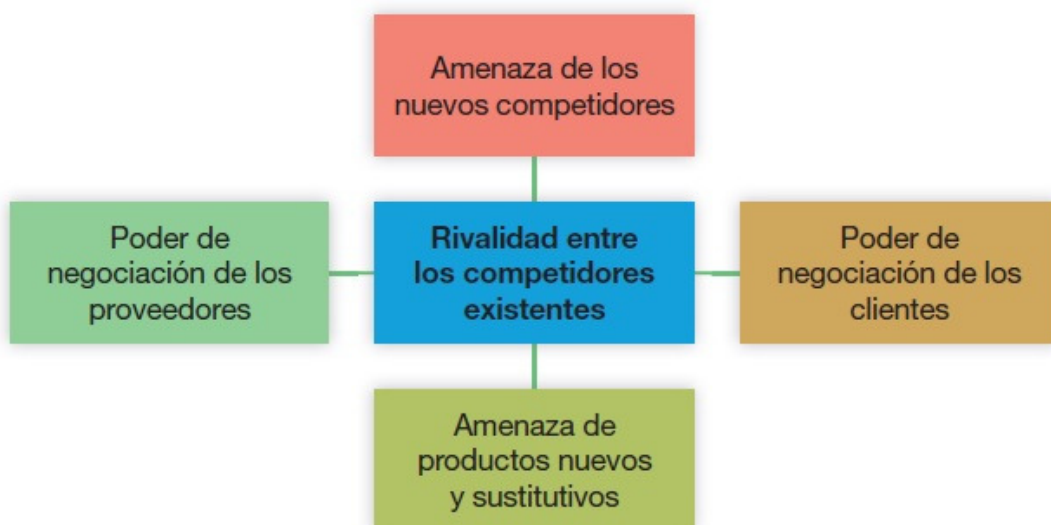 Amenaza de los
nuevos competidores
Poder de
negociación de los
proveedores
Rivalidad entre
los competidores
existentes
Poder de
negociación de los
clientes
Amenaza de
productos nuevos
y sustitutivos